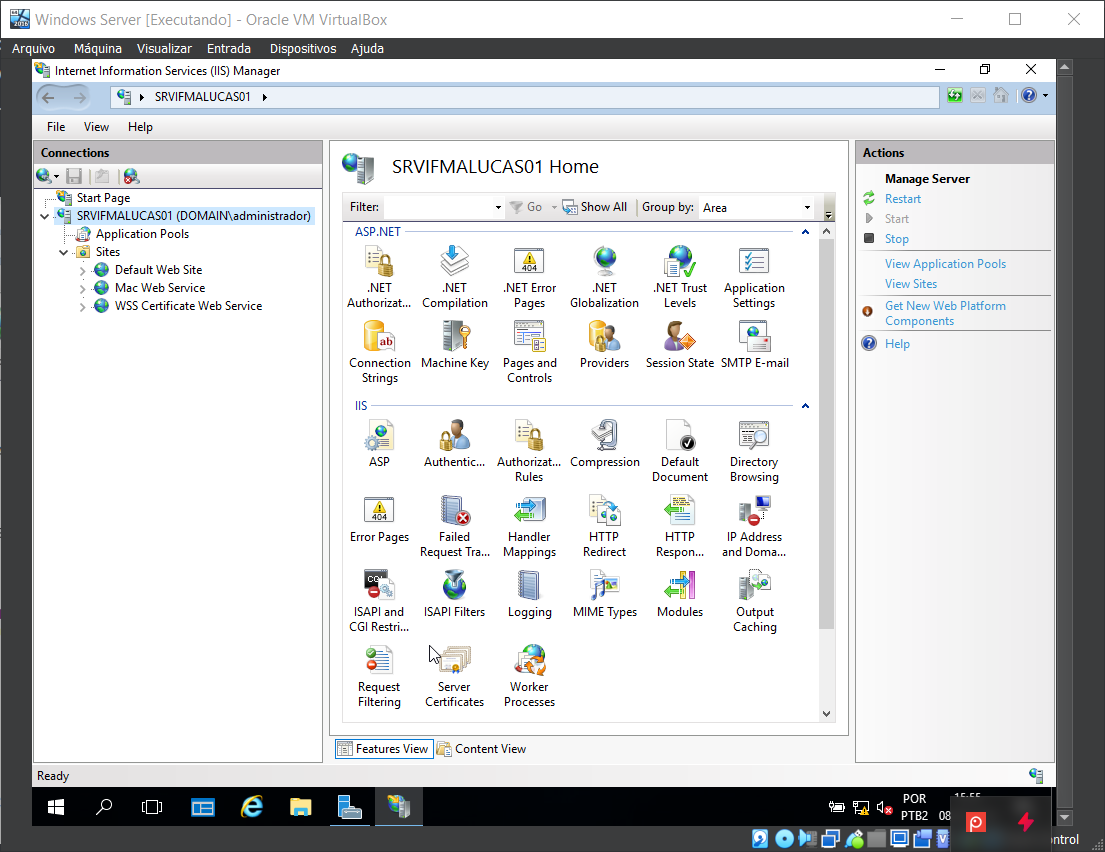 Windows Server [Executando] - Oracle VM VirtualBox
Arquivo Máquina Visualizar Entrada Dispositivos Ajuda
Internet Information Services (IIS) Manager
SRVIFMALUCAS01
File View Help
Connections
Start Page
SRVIFMALUCAS01 (DOMAIN\administrador)
Application Pools
Sites
Default Web Site
Mac Web Service
WSS Certificate Web Service
SRVIFMALUCAS01 Home
Filter: Go Show All Group by: Area
ASP.NET
.NET Authorizat...
.NET Compilation
.NET Error Pages
.NET Globalization
.NET Trust Levels
Application Settings
Connection Strings
Machine Key
Pages and Controls
Providers
Session State
SMTP E-mail
IIS
ASP
Authentic...
Authorizat... Rules
Compression
Default Document
Directory Browsing
Error Pages
Failed Request Tra...
Handler Mappings
HTTP Redirect
HTTP Respon...
IP Address and Doma...
ISAPI and CGI Restri...
ISAPI Filters
Logging
MIME Types
Modules
Output Caching
Request Filtering
Server Certificates
Worker Processes
Features View Content View
Actions
Manage Server
Restart
Start
Stop
View Application Pools
View Sites
Get New Web Platform
Components
Help
Ready
POR
PTB2